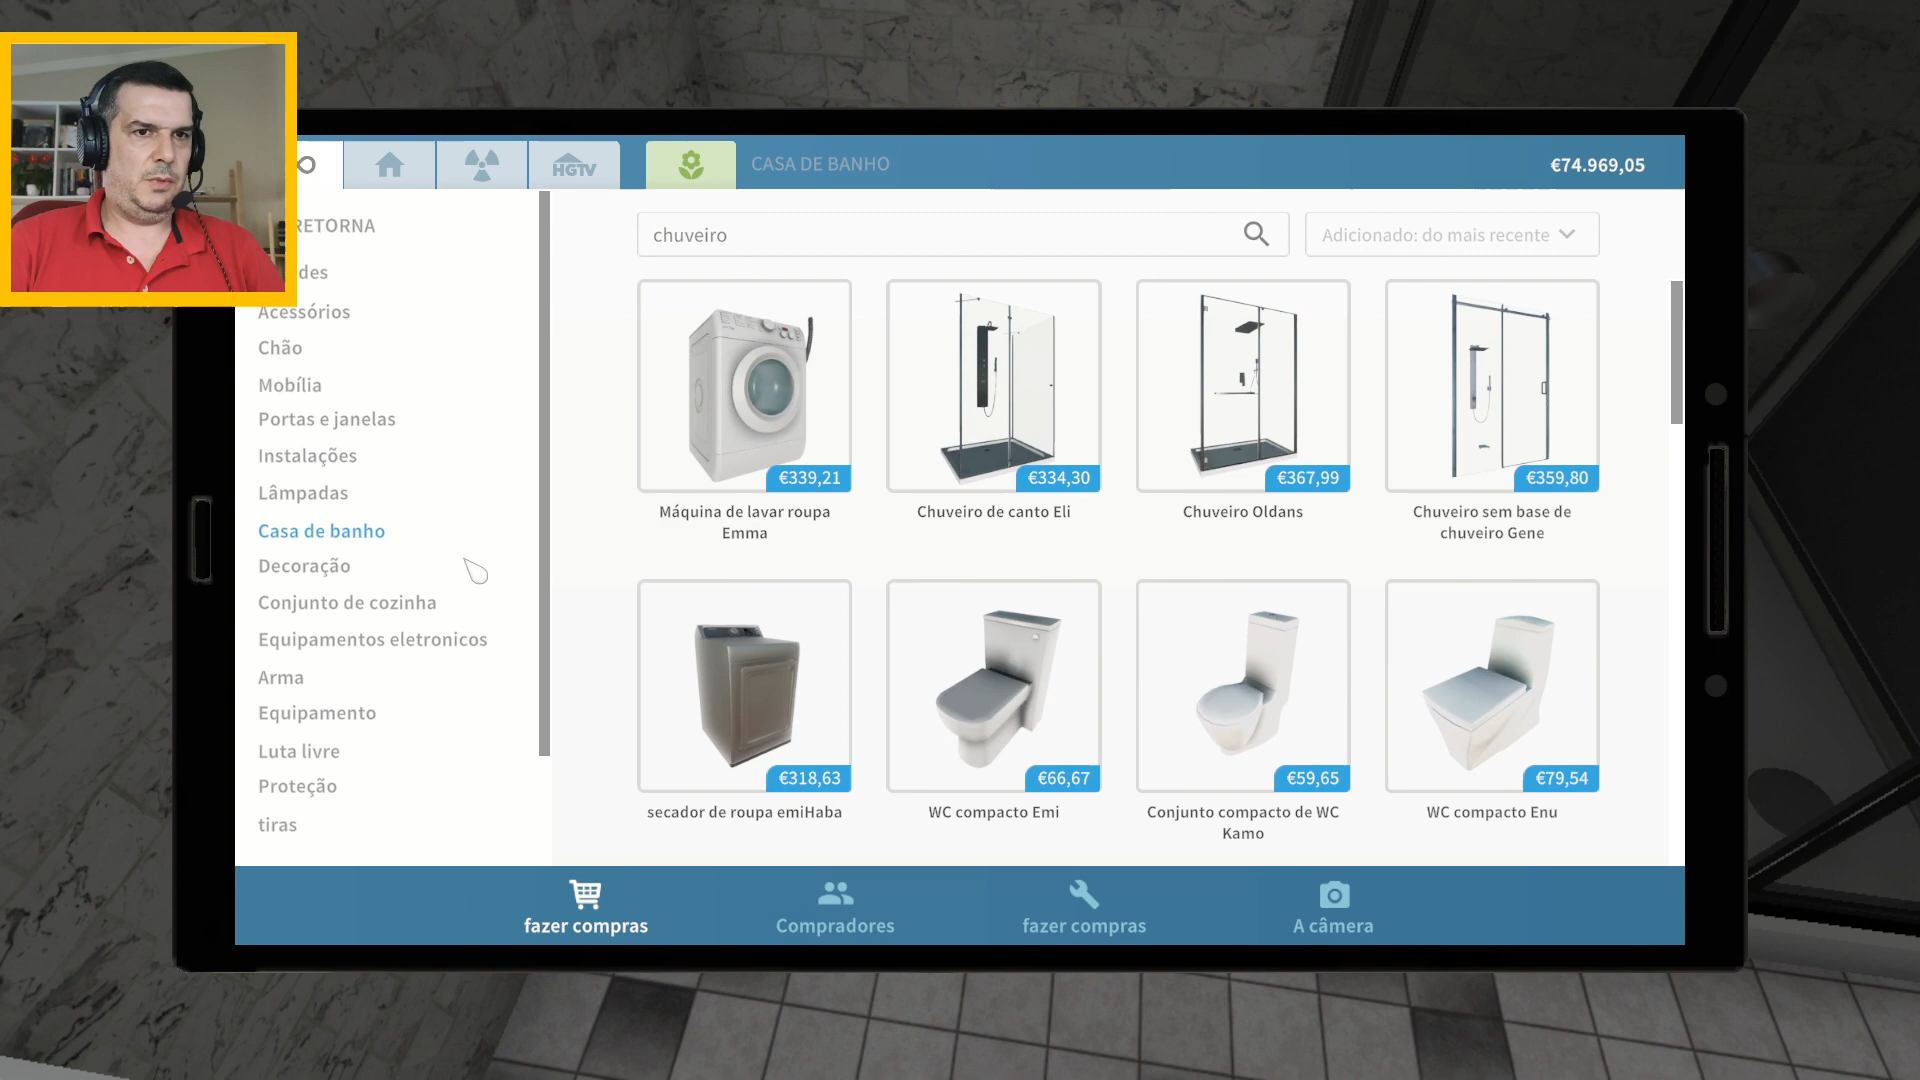 HGTV
CASA DE BANHO
€74.969,05
RETORNA
des
Acessórios
Chão
Mobília
Portas e janelas
Instalações
Lâmpadas
Casa de banho
Decoração
Conjunto de cozinha
Equipamentos eletronicos
Arma
Equipamento
Luta livre
Proteção
tiras
chuveiro
Adicionado: do mais recente
€339,21
€334,30
€367,99
€359,80
Máquina de lavar roupa
Emma
Chuveiro de canto Eli
Chuveiro Oldans
Chuveiro sem base de
chuveiro Gene
€318,63
€66,67
€59,65
€79,54
secador de roupa emiHaba
WC compacto Emi
Conjunto compacto de WC
Kamo
WC compacto Enu
fazer compras
Compradores
fazer compras
A câmera